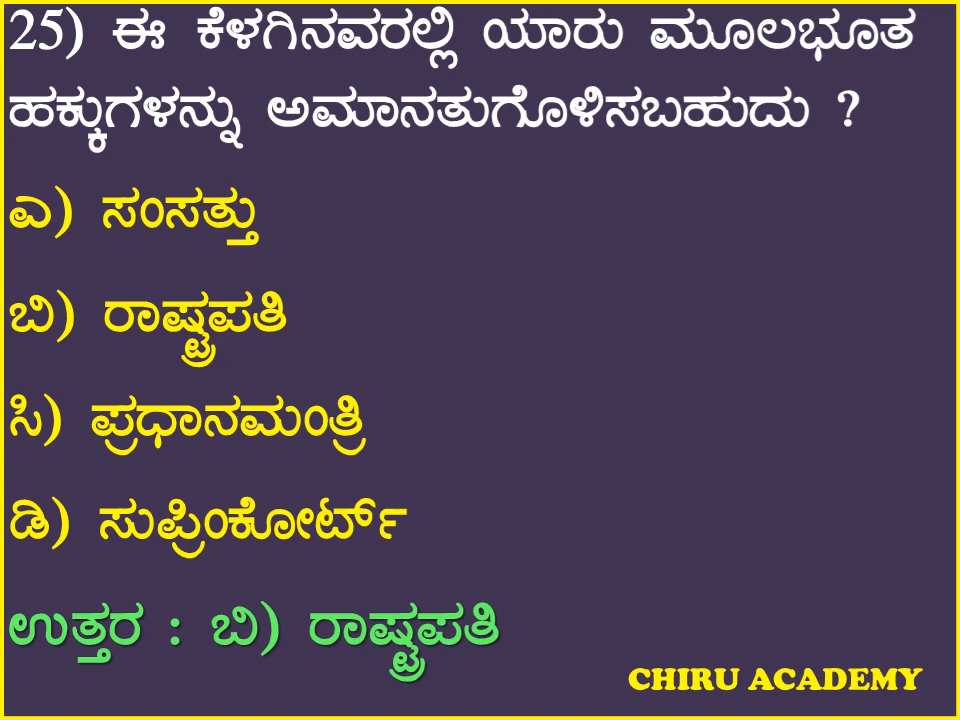 25) ಈ ಕೆಳಗಿನವರಲ್ಲಿ ಯಾರು ಮೂಲಭೂತ
ಹಕ್ಕುಗಳನ್ನು ಅಮಾನತುಗೊಳಿಸಬಹುದು ?
ಎ) ಸಂಸತ್ತು
ಬಿ) ರಾಷ್ಟ್ರಪತಿ
ಸಿ) ಪ್ರಧಾನಮಂತ್ರಿ
ಡಿ) ಸುಪ್ರಿಂಕೋರ್ಟ್
ಉತ್ತರ : ಬಿ) ರಾಷ್ಟ್ರಪತಿ
CHIRU ACADEMY